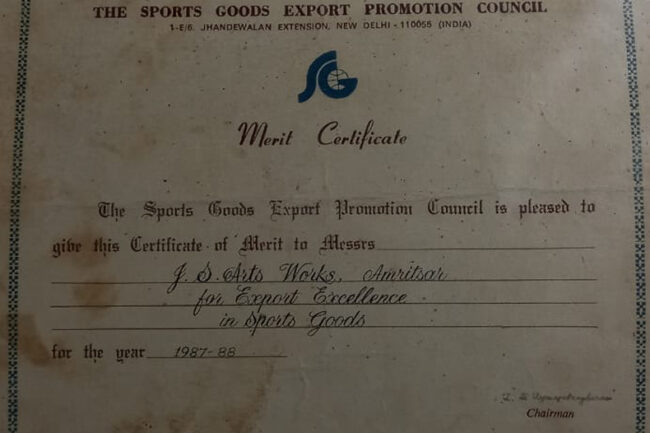 THE SPORTS GOODS EXPORT PROMOTION COUNCIL
1-E/6, JHANDEWALAN EXTENSION, NEW DELHI - 110055 (INDIA)
SG
Merit Certificate
The Sports Goods Export Promotion Council is pleased to
give this Certificate of Merit to Messrs
J. S. Arts Works, Amritsar
for Export Excellence
in Sports Goods
for the year 1987-88
Chairman